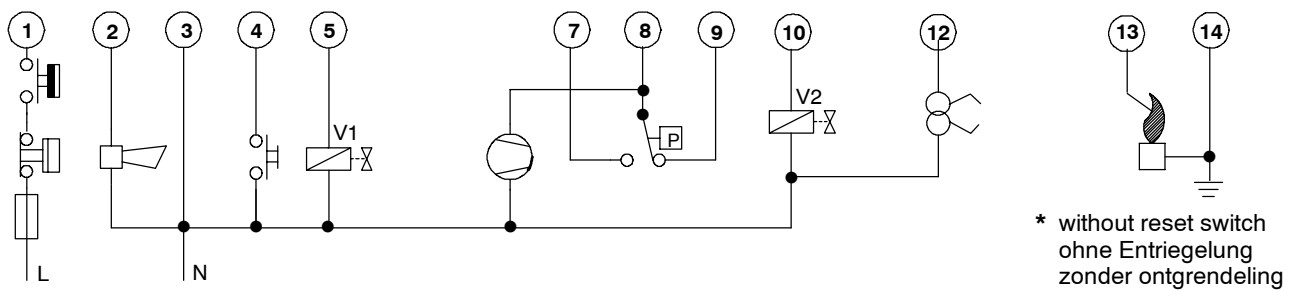 1 2 3 4 5 7 8 9 10 12 13 14
V1
V2
P
L
N
* without reset switch
ohne Entriegelung
zonder ontgrendeling